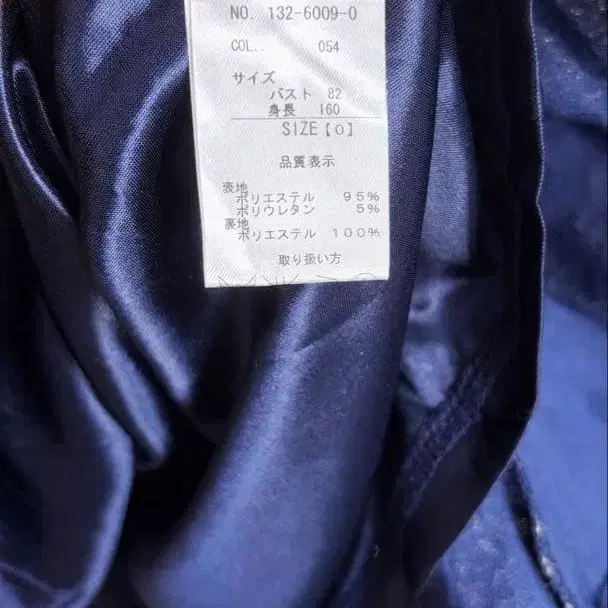 NO. 132-6009-0
COL.. 054
サイズ
バスト 82
身長 160
SIZE【0】
品質表示
表地
ポリエステル 95%
ポリウレタン 5%
裏地
ポリエステル 100%
取り扱い方